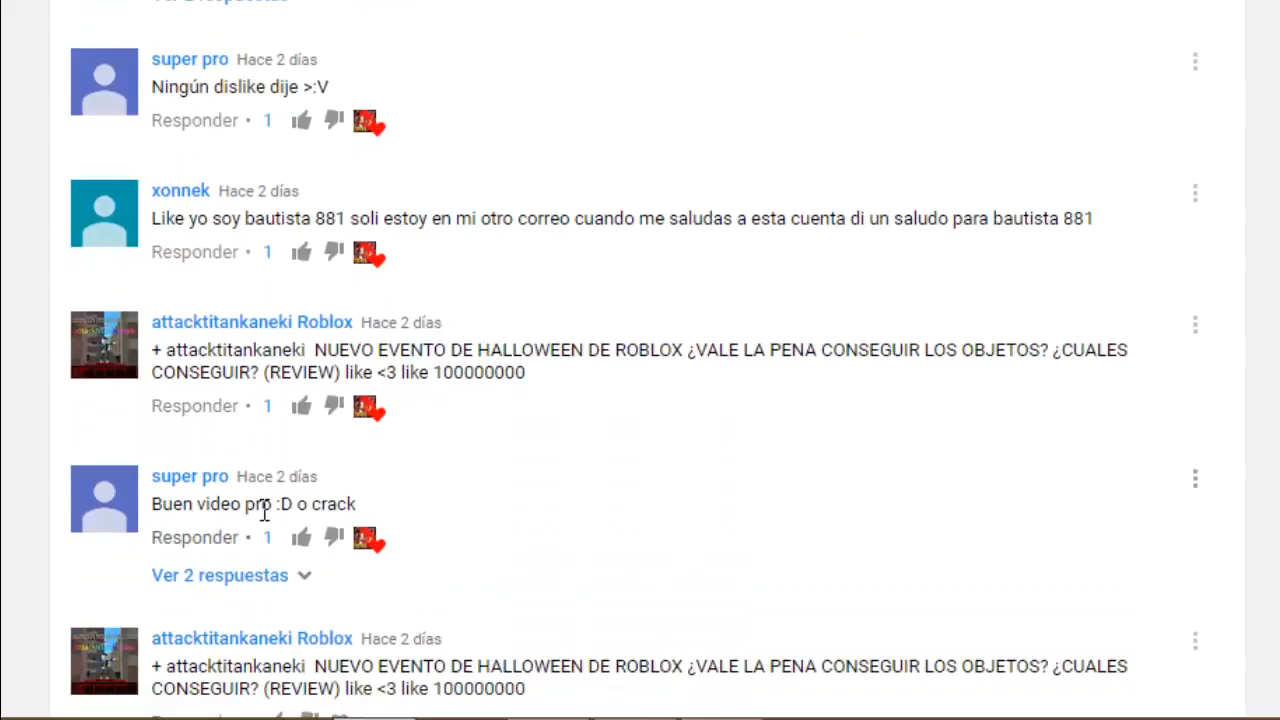 Ver 2 respuestas
super pro Hace 2 días
Ningún dislike dije >:V
Responder • 1
xonnek Hace 2 días
Like yo soy bautista 881 soli estoy en mi otro correo cuando me saludas a esta cuenta di un saludo para bautista 881
Responder • 1
attacktitankaneki Roblox Hace 2 días
+ attacktitankaneki NUEVO EVENTO DE HALLOWEEN DE ROBLOX ¿VALE LA PENA CONSEGUIR LOS OBJETOS? ¿CUALES
CONSEGUIR? (REVIEW) like <3 like 100000000
Responder • 1
super pro Hace 2 días
Buen video pro :D o crack
Responder • 1
Ver 2 respuestas
attacktitankaneki Roblox Hace 2 días
+ attacktitankaneki NUEVO EVENTO DE HALLOWEEN DE ROBLOX ¿VALE LA PENA CONSEGUIR LOS OBJETOS? ¿CUALES
CONSEGUIR? (REVIEW) like <3 like 100000000